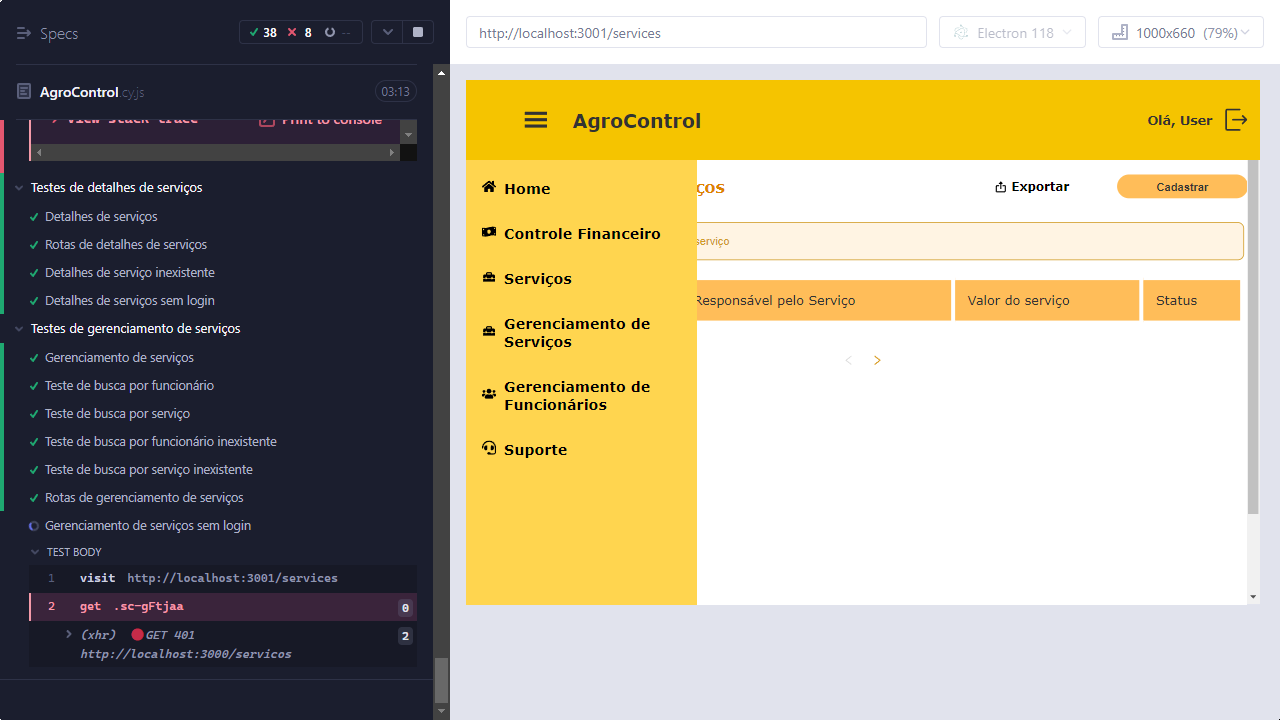 Specs
38
8
--
http://localhost:3001/services
Electron 118
1000x660 (79%)
AgroControl.cy.js
03:13
View stack trace
Print to console
Testes de detalhes de serviços
Detalhes de serviços
Rotas de detalhes de serviços
Detalhes de serviço inexistente
Detalhes de serviços sem login
Testes de gerenciamento de serviços
Gerenciamento de serviços
Teste de busca por funcionário
Teste de busca por serviço
Teste de busca por funcionário inexistente
Teste de busca por serviço inexistente
Rotas de gerenciamento de serviços
Gerenciamento de serviços sem login
TEST BODY
1 visit http://localhost:3001/services
2 get .sc-gFtjaa 0
(xhr) GET 401 2
http://localhost:3000/servicos
AgroControl
Olá, User
Home
Controle Financeiro
Serviços
Gerenciamento de
Serviços
Gerenciamento de
Funcionários
Suporte
ços
Exportar
Cadastrar
serviço
Responsável pelo Serviço
Valor do serviço
Status